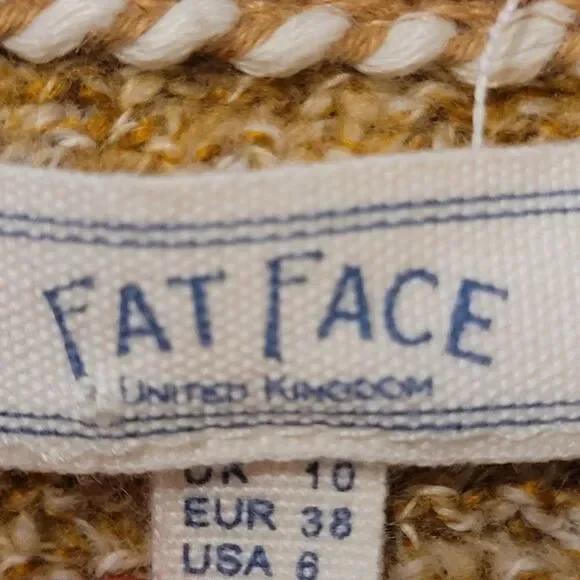 FAT FACE
UNITED KINGDOM
UK 10
EUR 38
USA 6